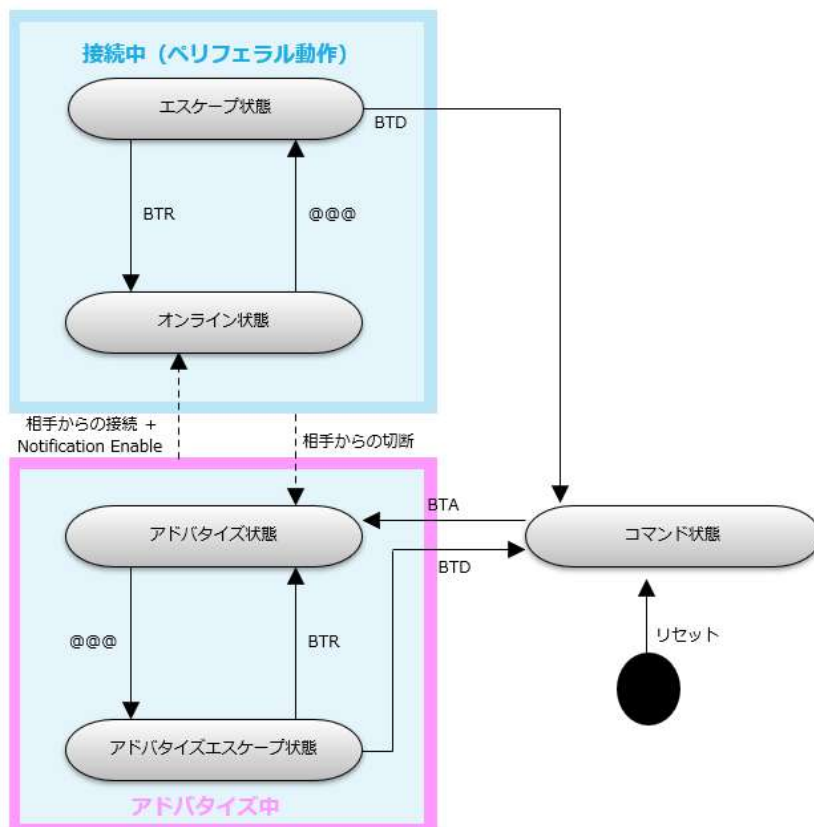 接続中 (ペリフェラル動作)
エスケープ状態
BTD
BTR
@@@
オンライン状態
相手からの接続 +
Notification Enable
相手からの切断
アドバタイズ状態
BTA
コマンド状態
BTD
@@@
BTR
リセット
アドバタイズエスケープ状態
アドバタイズ中